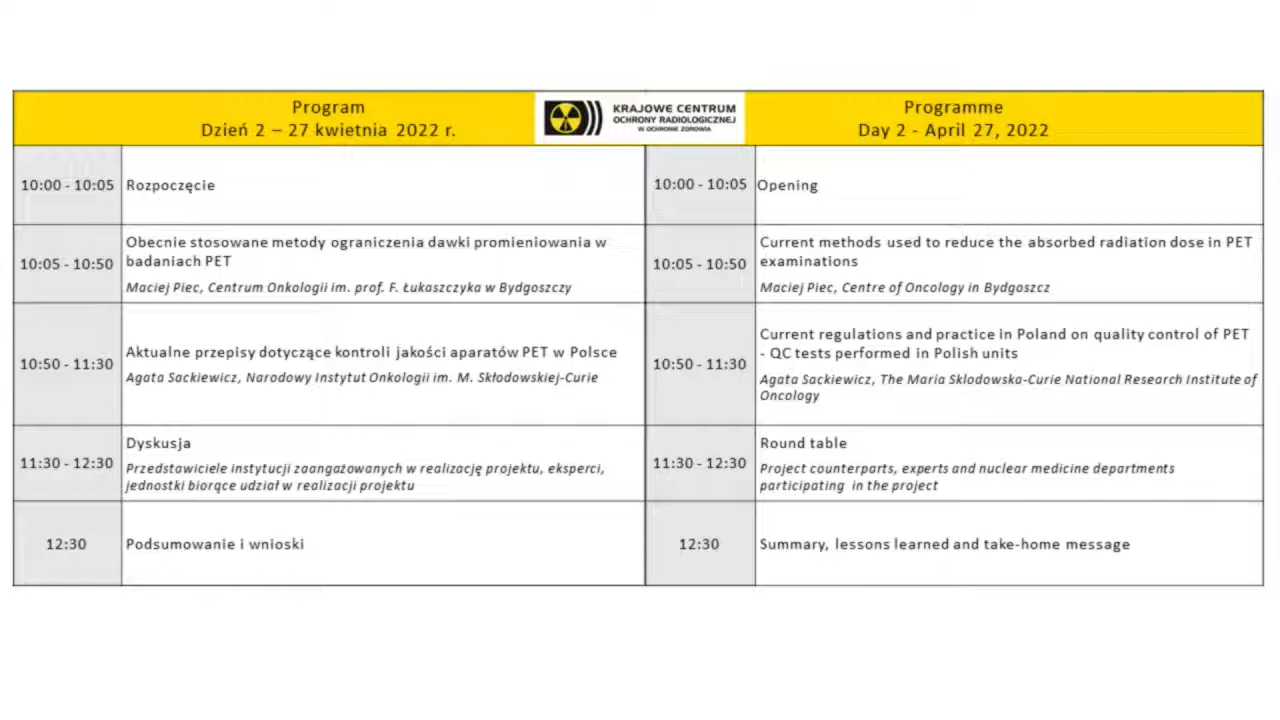 Program
Dzień 2 – 27 kwietnia 2022 r.
KRAJOWE CENTRUM
OCHRONY RADIOLOGICZNEJ
W OCHRONIE ZDROWIA
Programme
Day 2 - April 27, 2022
10:00 - 10:05 Rozpoczęcie
10:00 - 10:05 Opening
10:05 - 10:50
Obecnie stosowane metody ograniczenia dawki promieniowania w
badaniach PET
Maciej Piec, Centrum Onkologii im. prof. F. Łukaszczyka w Bydgoszczy
10:05 - 10:50
Current methods used to reduce the absorbed radiation dose in PET
examinations
Maciej Piec, Centre of Oncology in Bydgoszcz
10:50 - 11:30
Aktualne przepisy dotyczące kontroli jakości aparatów PET w Polsce
Agata Sackiewicz, Narodowy Instytut Onkologii im. M. Skłodowskiej-Curie
10:50 - 11:30
Current regulations and practice in Poland on quality control of PET
- QC tests performed in Polish units
Agata Sackiewicz, The Maria Sklodowska-Curie National Research Institute of
Oncology
11:30 - 12:30
Dyskusja
Przedstawiciele instytucji zaangażowanych w realizację projektu, eksperci,
jednostki biorące udział w realizacji projektu
11:30 - 12:30
Round table
Project counterparts, experts and nuclear medicine departments
participating in the project
12:30 Podsumowanie i wnioski
12:30 Summary, lessons learned and take-home message